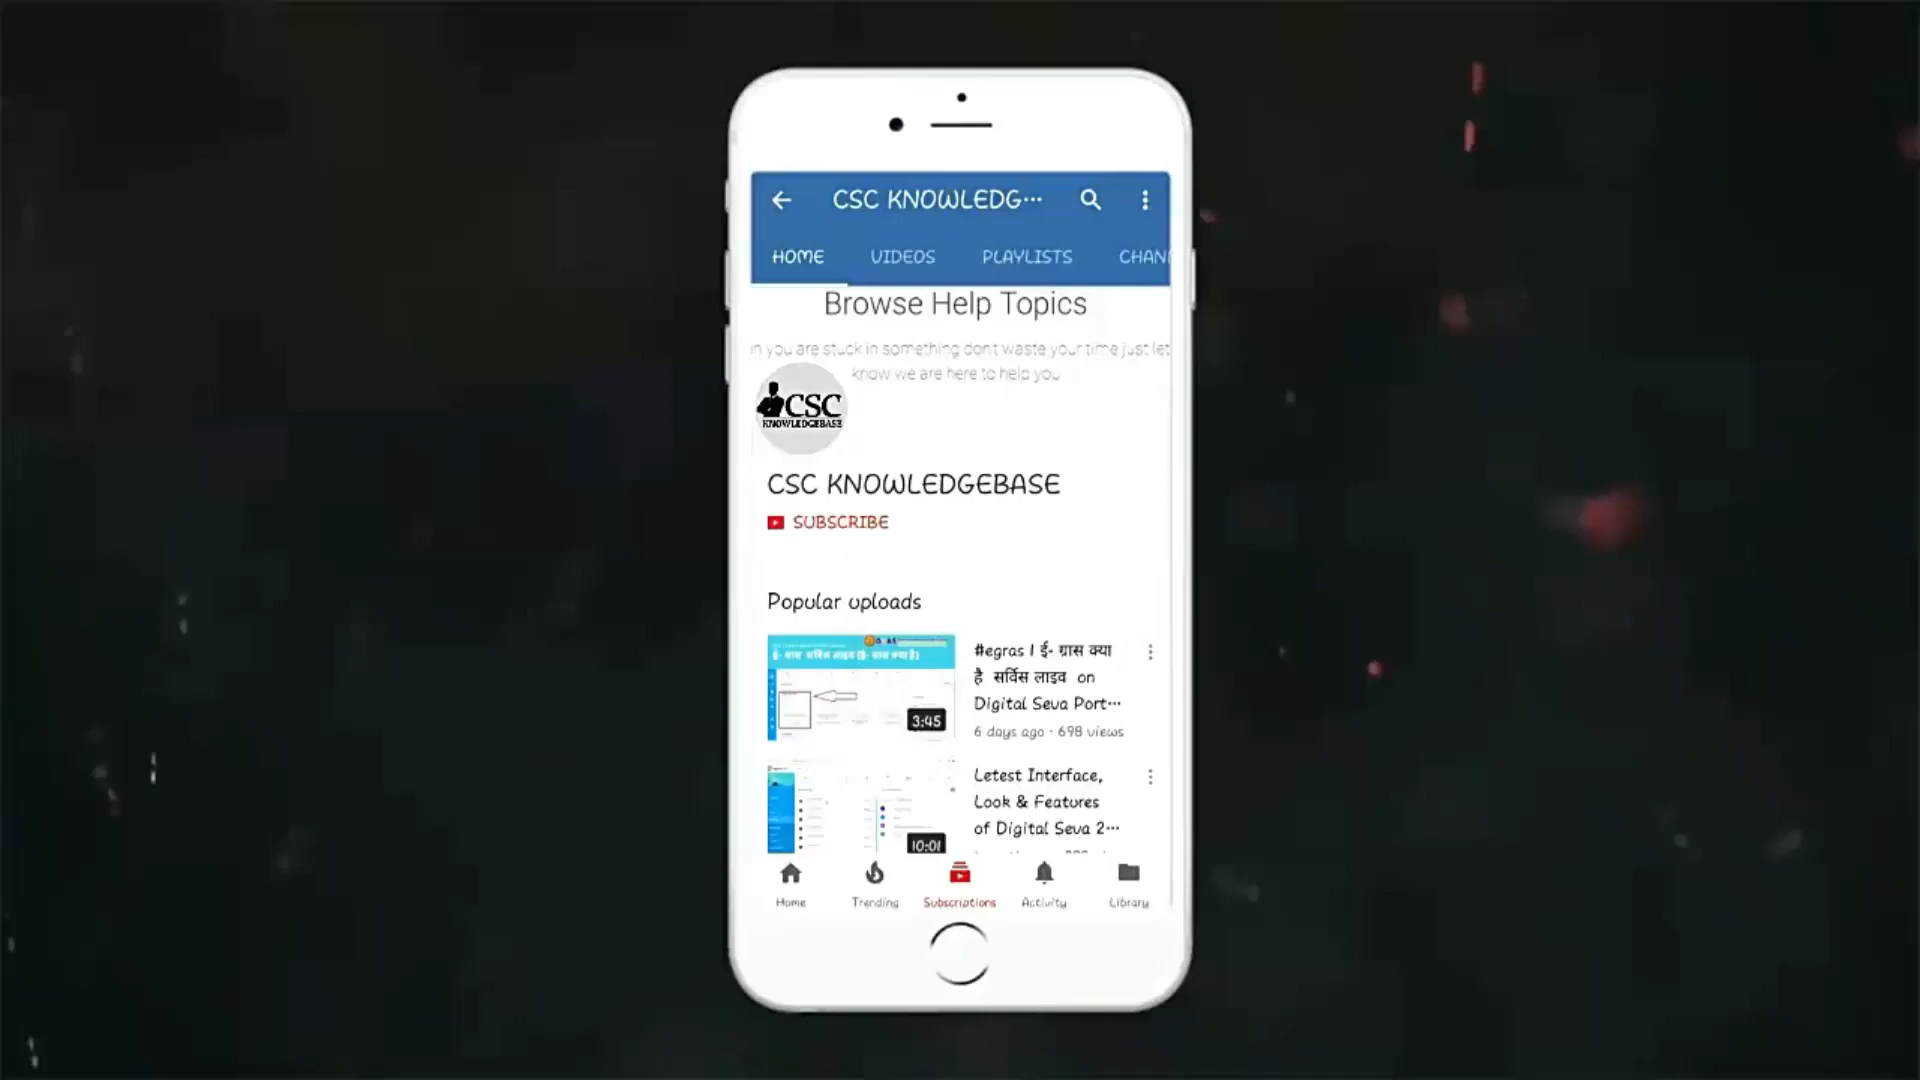 CSC KNOWLEDG...
HOME VIDEOS PLAYLISTS CHAN
Browse Help Topics
n you are stuck in something dont waste your time just let
know we are here to help you
CSC
KNOWLEDGEBASE
CSC KNOWLEDGEBASE
SUBSCRIBE
Popular uploads
ई- ग्रास सर्विस लाइव (ई- ग्रास क्या है)
3:45
#egras | ई- ग्रास क्या
है सर्विस लाइव on
Digital Seva Port...
6 days ago · 698 views
10:01
Letest Interface,
Look & Features
of Digital Seva 2...
Home Trending Subscriptions Activity Library